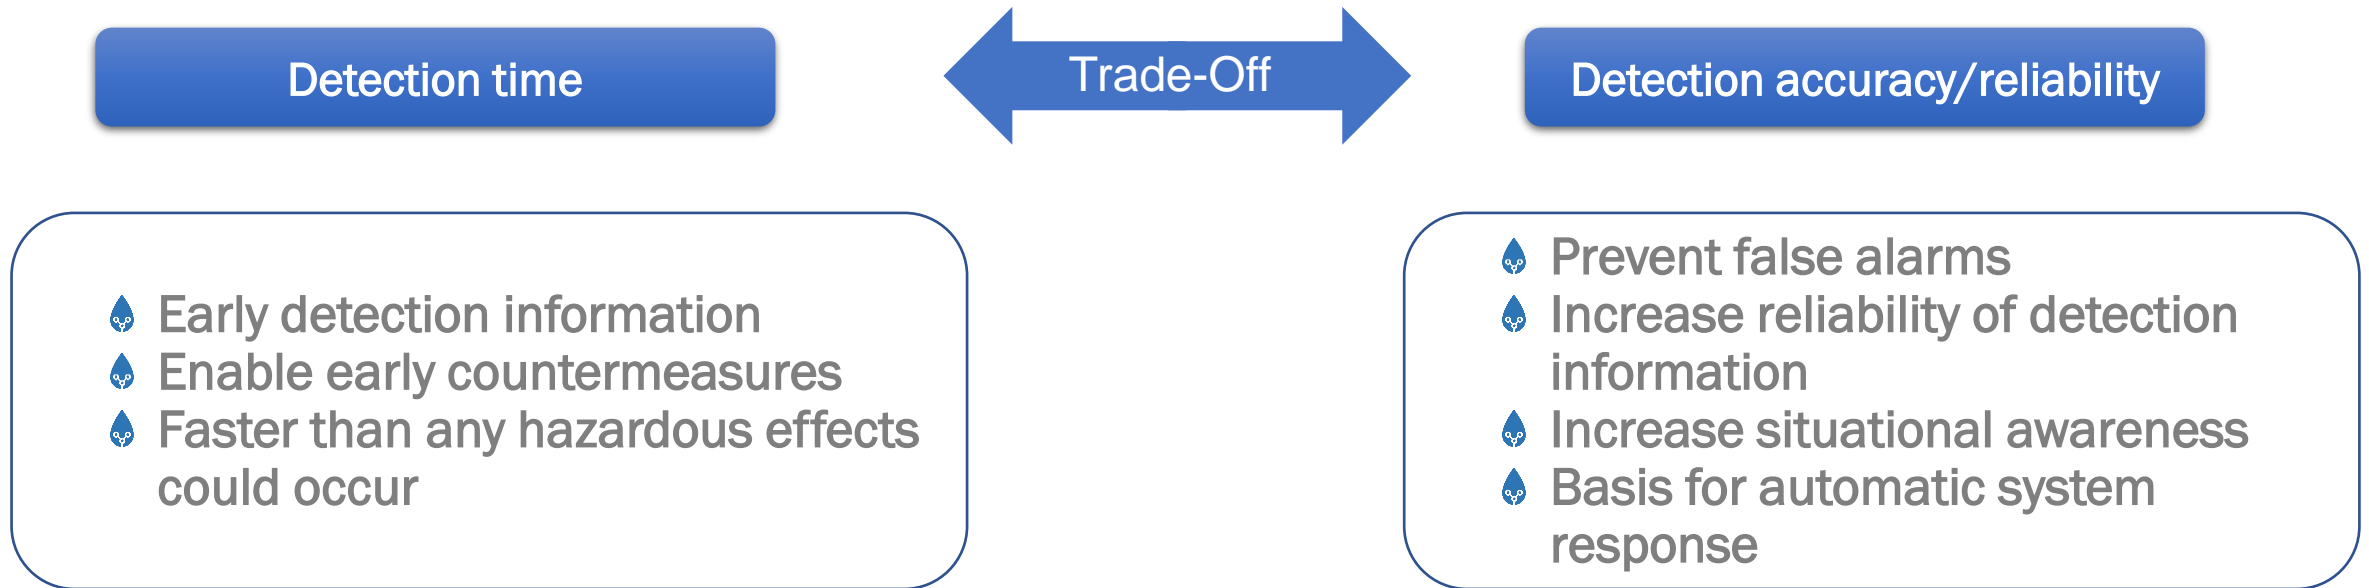 Detection time
Trade-Off
Detection accuracy/reliability
Early detection information
Enable early countermeasures
Faster than any hazardous effects
could occur
Prevent false alarms
Increase reliability of detection
information
Increase situational awareness
Basis for automatic system
response